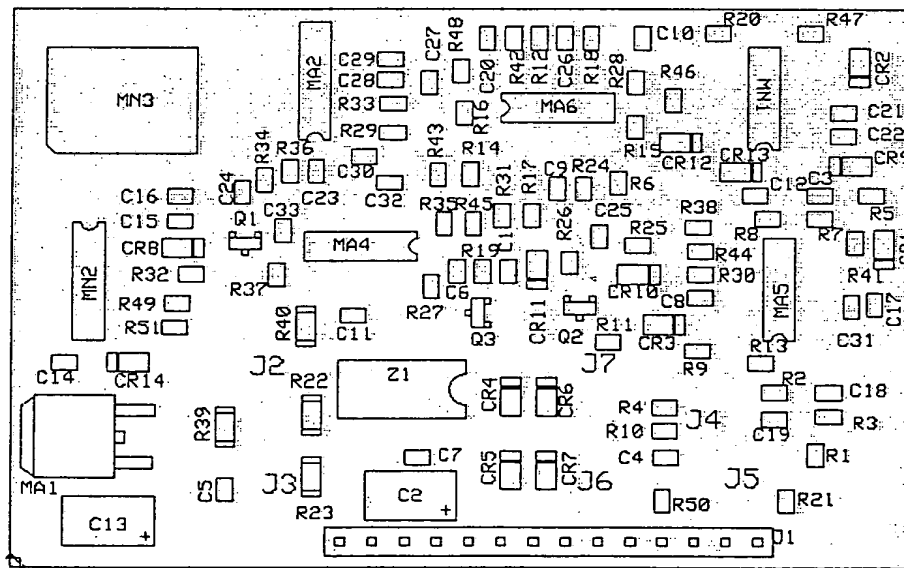 R20 R47
C27 R48 C20 R42 R12 C26 R18 C10
MN3 MA2 C29 C28 R33 R29 R16 MA6 R28 R46 CR2
C21
C22
R34 R36 R43 R14 R15 CR12 CR13 CR9
C30
C16 C24 C23 C32 R31 R17 C9 R24 R6 C12 C3 R5
C15 Q1 C33 R35 R45 C25 R38 R8 R7
CR8 MA4 R26 R25 R44 R41
MN2 R32 R37 R19 C1 C6 CR10 R30 MA5
R49 R40 C11 R27 Q3 CR11 Q2 C8 C17
R51 R11 CR3 C31
C14 CR14 J2 J7 R9 R13
R22 Z1 CR4 CR6 R2 C18
R39 R4 J4 C19 R3
R10
MA1 C5 J3 C7 CR5 CR7 J6 C4 J5 R1
C13 + R23 C2 + R50 R21
J1